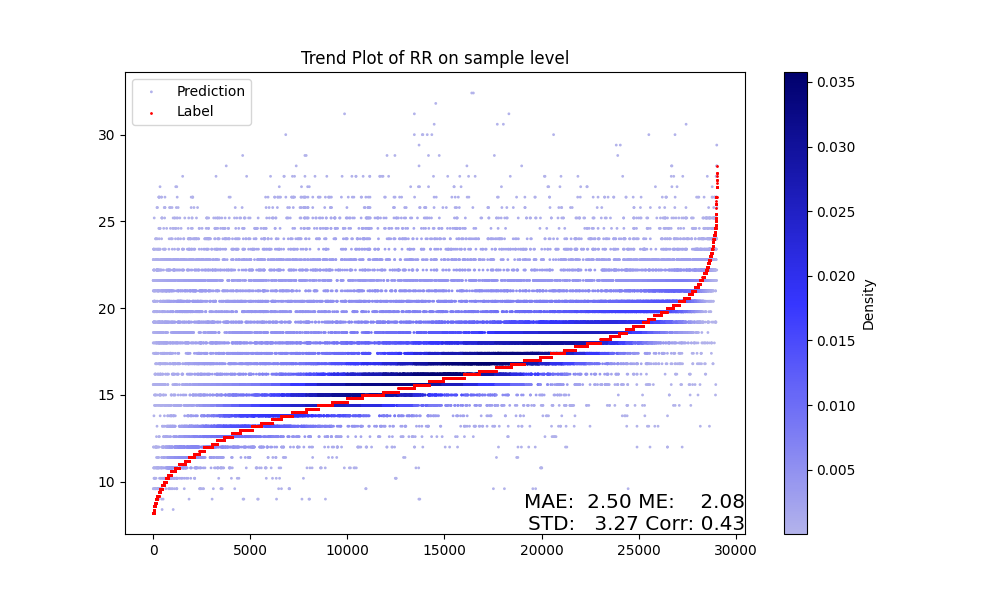 Trend Plot of RR on sample level
Prediction
Label
30
25
20
15
10
0 5000 10000 15000 20000 25000 30000
MAE: 2.50 ME: 2.08
STD: 3.27 Corr: 0.43
0.035
0.030
0.025
0.020
0.015
0.010
0.005
Density